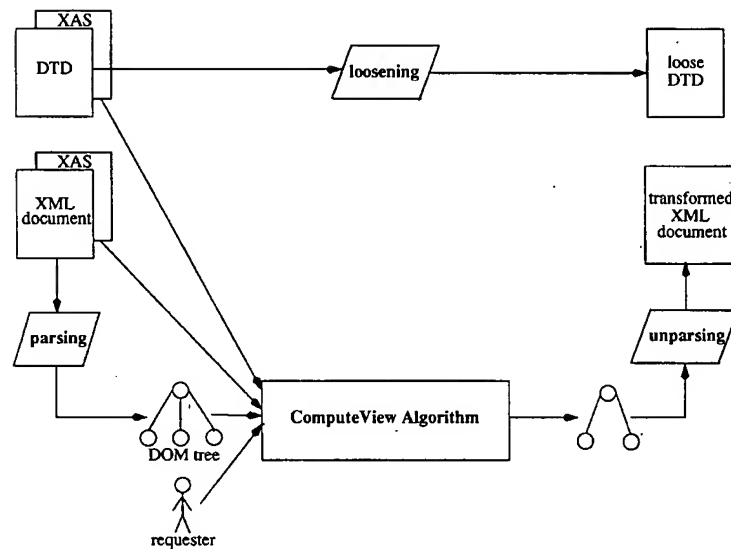 XAS
DTD
loosening
loose
DTD
XAS
XML
document
transformed
XML
document
parsing
unparsing
ComputeView Algorithm
DOM tree
requester